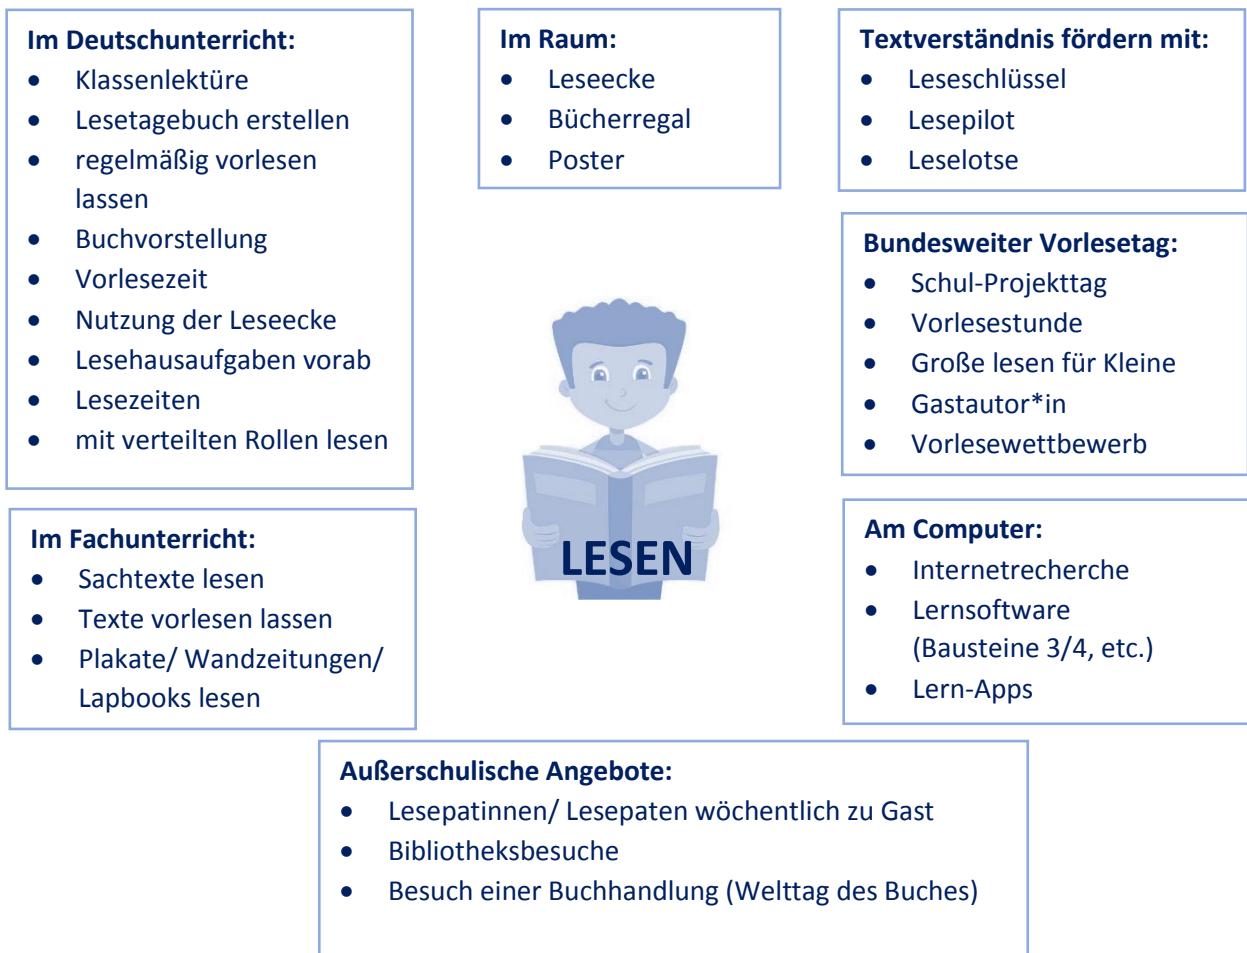 Im Deutschunterricht:
• Klassenlektüre
• Lesetagebuch erstellen
• regelmäßig vorlesen
lassen
• Buchvorstellung
• Vorlesezeit
• Nutzung der Leseecke
• Lesehausaufgaben vorab
• Lesezeiten
• mit verteilten Rollen lesen
Im Raum:
• Leseecke
• Bücherregal
• Poster
Textverständnis fördern mit:
• Leseschlüssel
• Lesepilot
• Leselotse
Bundesweiter Vorlesetag:
• Schul-Projekttag
• Vorlesestunde
• Große lesen für Kleine
• Gastautor*in
• Vorlesewettbewerb
LESEN
Im Fachunterricht:
• Sachtexte lesen
• Texte vorlesen lassen
• Plakate/ Wandzeitungen/
Lapbooks lesen
Am Computer:
• Internetrecherche
• Lernsoftware
(Bausteine 3/4, etc.)
• Lern-Apps
Außerschulische Angebote:
• Lesepatinnen/ Lesepaten wöchentlich zu Gast
• Bibliotheksbesuche
• Besuch einer Buchhandlung (Welttag des Buches)